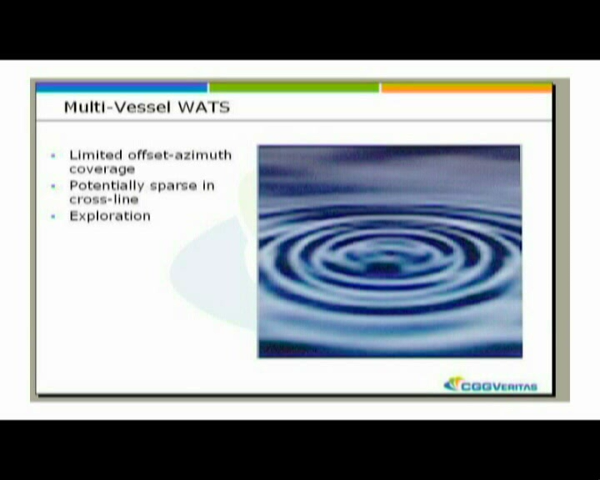 Multi-Vessel WATS
• Limited offset-azimuth
coverage
• Potentially sparse in
cross-line
• Exploration
CGGVERITAS